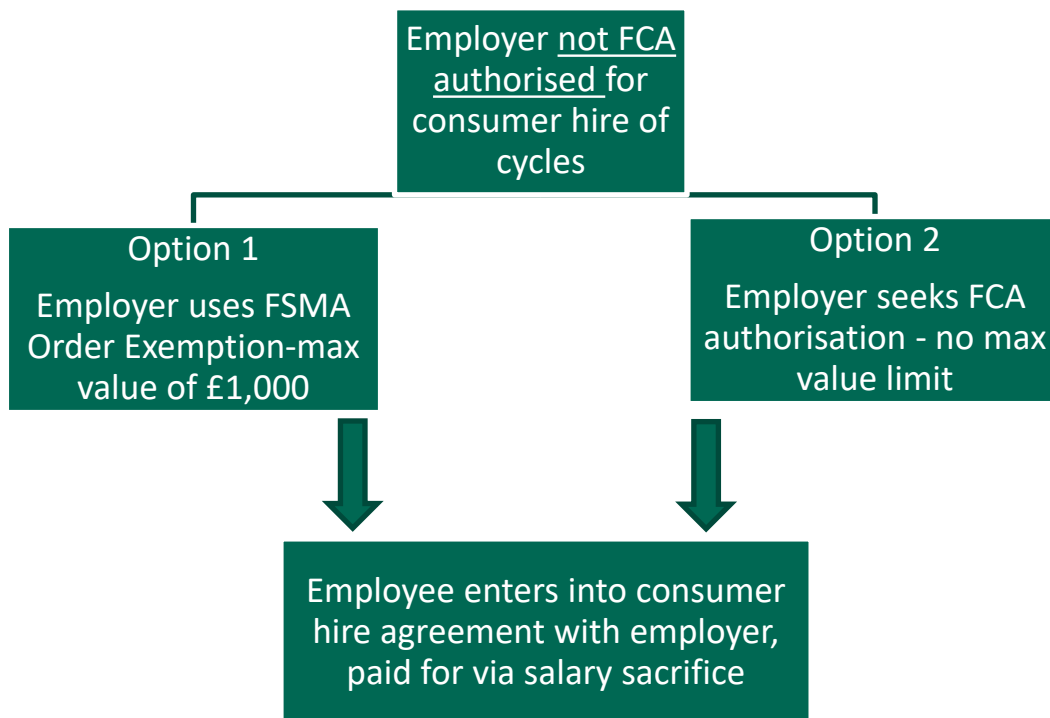 Employer not FCA
authorised for
consumer hire of
cycles
Option 1
Employer uses FSMA
Order Exemption-max
value of £1,000
Option 2
Employer seeks FCA
authorisation - no max
value limit
Employee enters into consumer
hire agreement with employer,
paid for via salary sacrifice